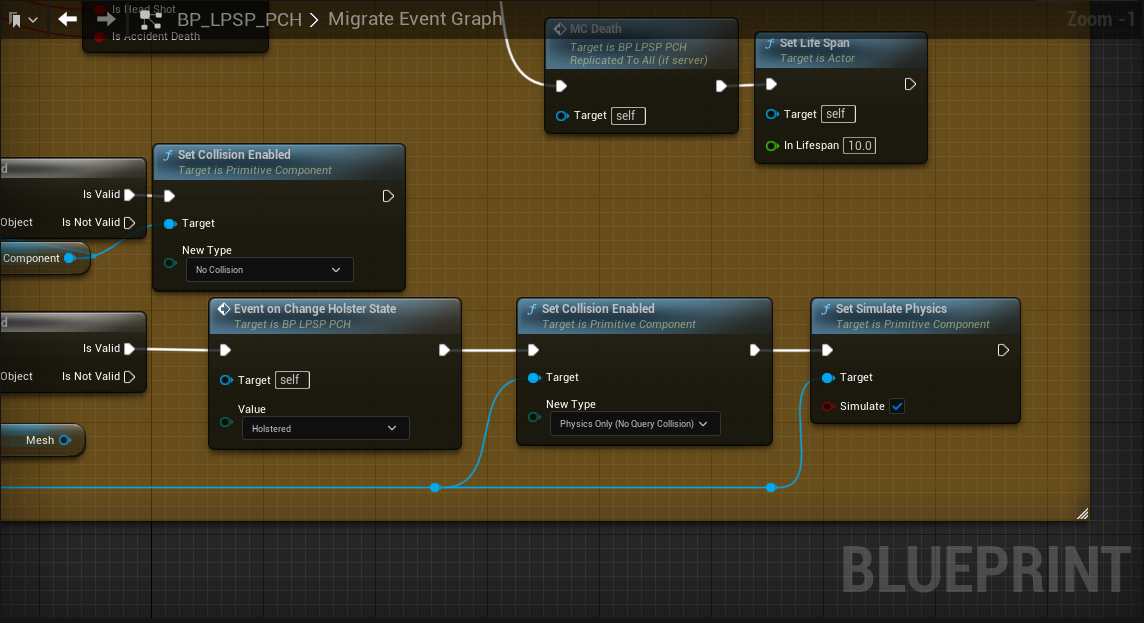 BP_LPSP_PCH > Migrate Event Graph
Zoom -1
Is Head Shot
Is Accident Death
MC Death
Target is BP LPSP PCH
Replicated To All (if server)
Target self
Set Life Span
Target is Actor
Target self
In Lifespan 10.0
d
Is Valid
Object Is Not Valid
Component
Set Collision Enabled
Target is Primitive Component
Target
New Type
No Collision
d
Is Valid
Object Is Not Valid
Mesh
Event on Change Holster State
Target is BP LPSP PCH
Target self
Value
Holstered
Set Collision Enabled
Target is Primitive Component
Target
New Type
Physics Only (No Query Collision)
Set Simulate Physics
Target is Primitive Component
Target
Simulate
BLUEPRINT